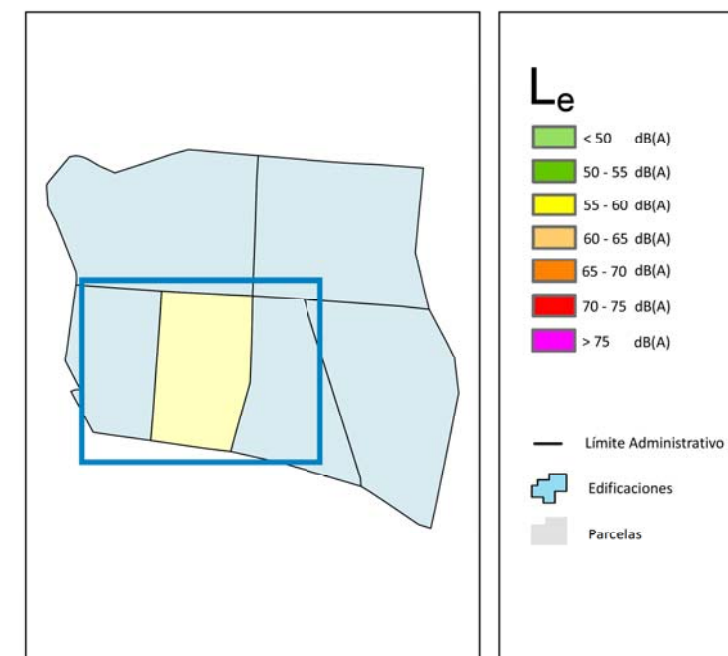 Le
< 50 dB(A)
50 - 55 dB(A)
55 - 60 dB(A)
60 - 65 dB(A)
65 - 70 dB(A)
70 - 75 dB(A)
> 75 dB(A)
Límite Administrativo
Edificaciones
Parcelas